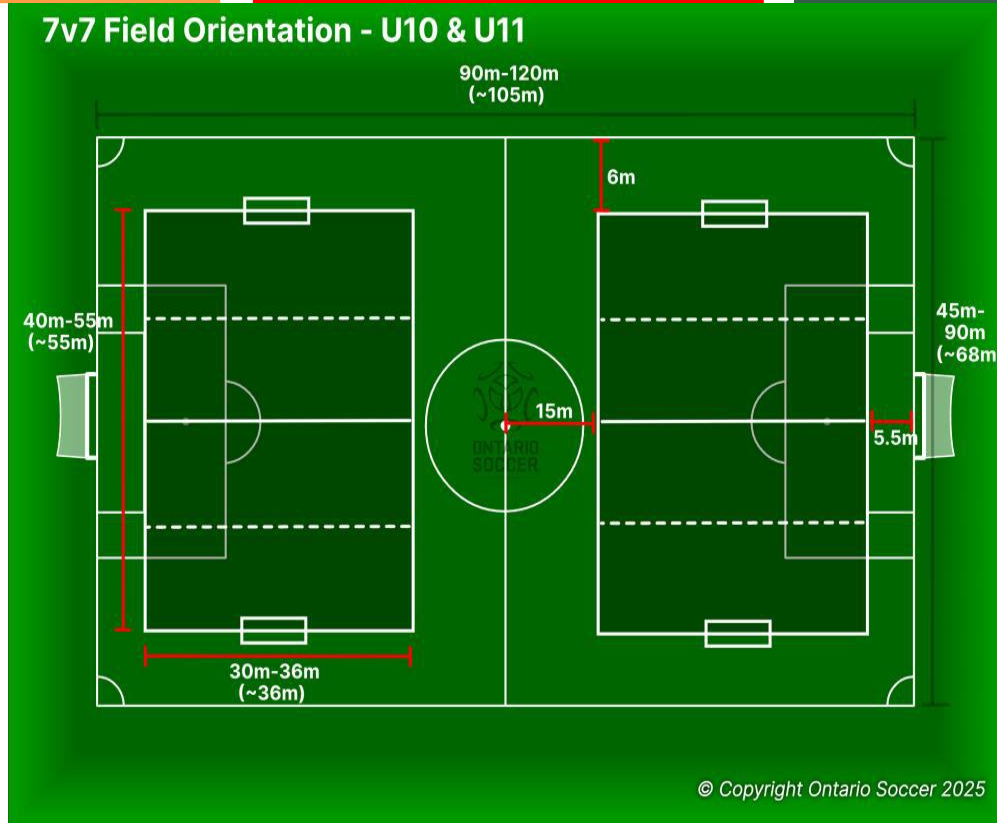 7v7 Field Orientation - U10 & U11
90m-120m
(~105m)
6m
40m-55m
(~55m)
45m-
90m
(~68m
15m
5.5m
ONTARIO
SOCCER
30m-36m
(~36m)
© Copyright Ontario Soccer 2025